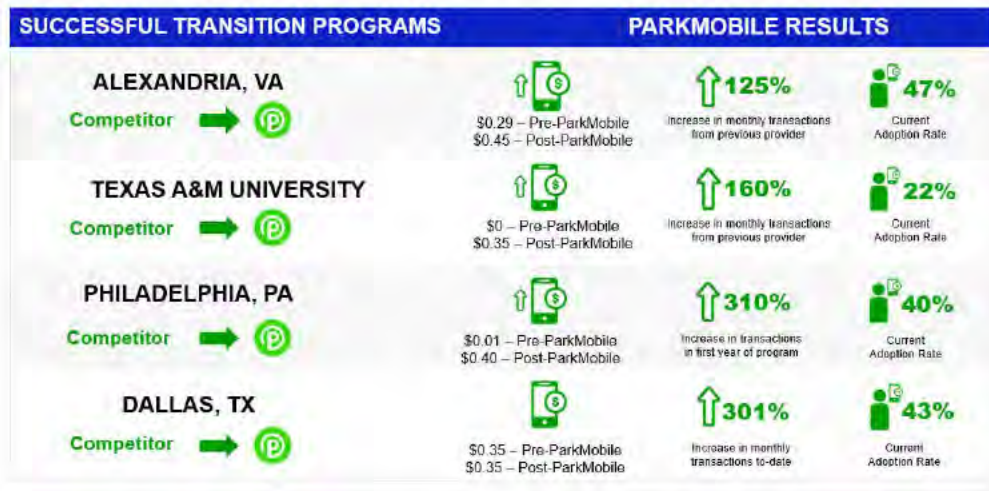 SUCCESSFUL TRANSITION PROGRAMS
PARKMOBILE RESULTS
ALEXANDRIA, VA
Competitor
$0.29 – Pre-ParkMobile
$0.45 – Post-ParkMobile
125%
Increase in monthly transactions
from previous provider
47%
Current
Adoption Rate
TEXAS A&M UNIVERSITY
Competitor
$0 – Pre-ParkMobile
$0.35 – Post-ParkMobile
160%
Increase in monthly transactions
from previous provider
22%
Current
Adoption Rate
PHILADELPHIA, PA
Competitor
$0.01 – Pre-ParkMobile
$0.40 – Post-ParkMobile
310%
Increase in transactions
in first year of program
40%
Current
Adoption Rate
DALLAS, TX
Competitor
$0.35 – Pre-ParkMobile
$0.35 – Post-ParkMobile
301%
Increase in monthly
transactions to-date
43%
Current
Adoption Rate